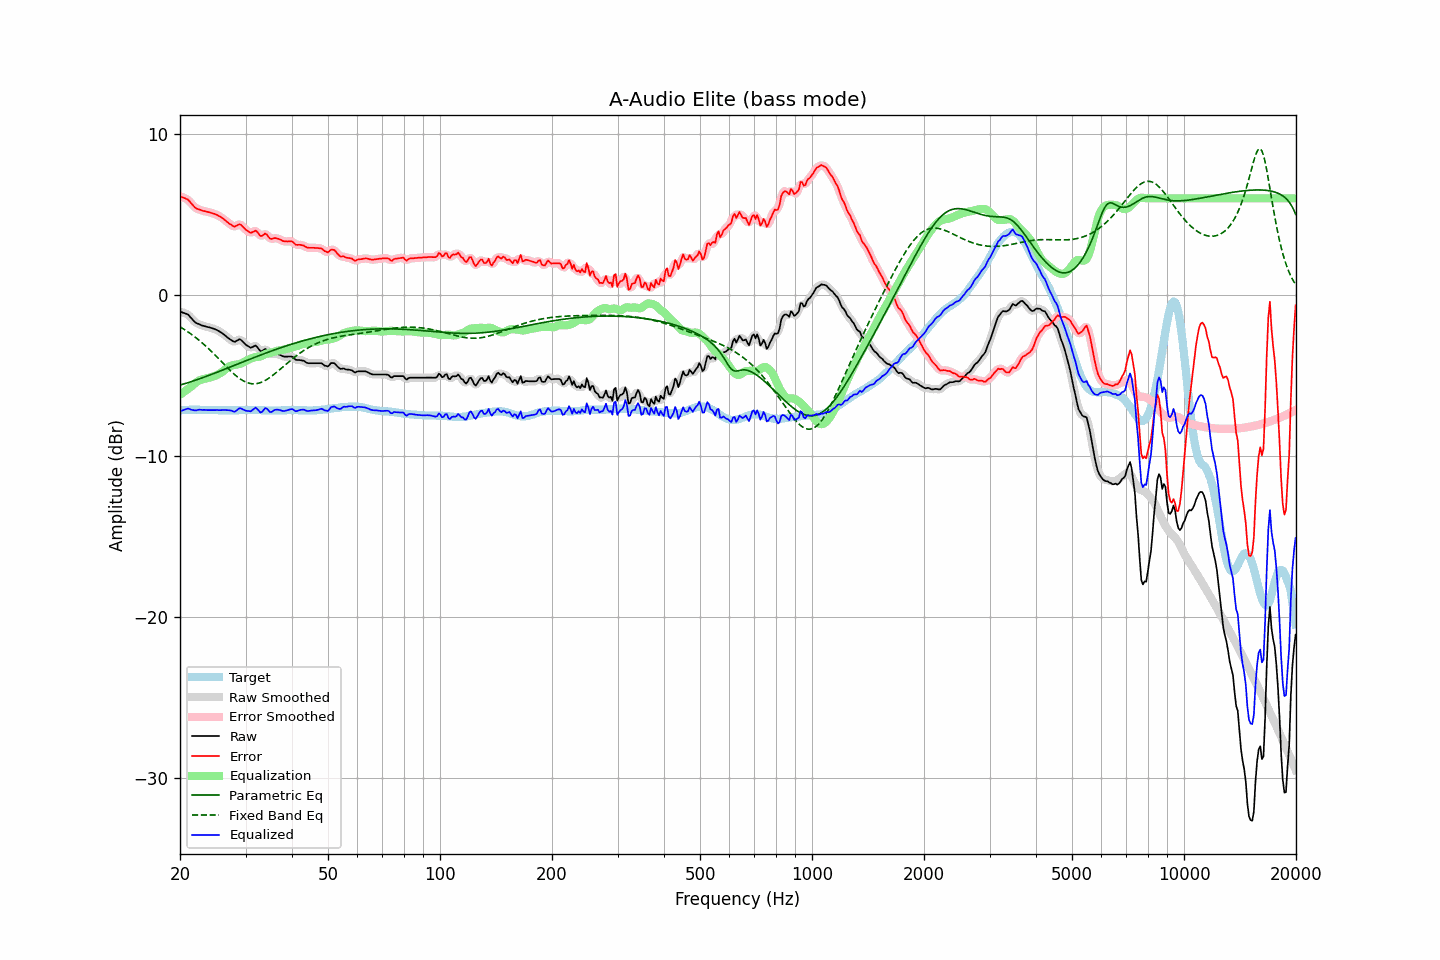 A-Audio Elite (bass mode)
10
0
−10
−20
−30
Amplitude (dBr)
Target
Raw Smoothed
Error Smoothed
Raw
Error
Equalization
Parametric Eq
Fixed Band Eq
Equalized
20 50 100 200 500 1000 2000 5000 10000 20000
Frequency (Hz)